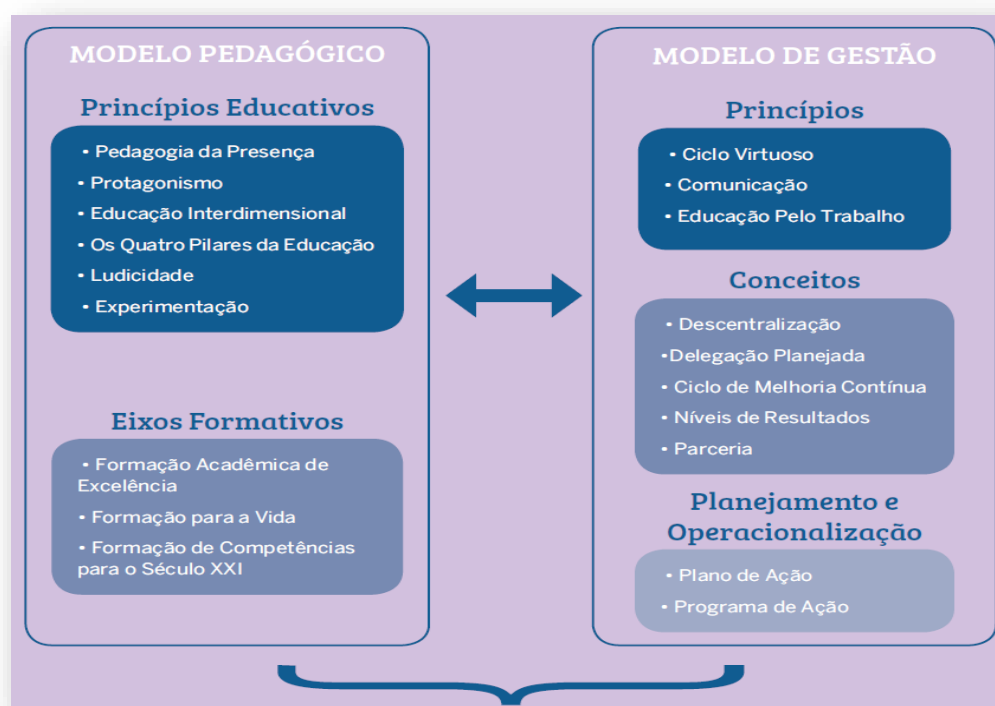 MODELO PEDAGÓGICO
Princípios Educativos
• Pedagogia da Presença
• Protagonismo
• Educação Interdimensional
• Os Quatro Pilares da Educação
• Ludicidade
• Experimentação
Eixos Formativos
• Formação Acadêmica de
Excelência
• Formação para a Vida
• Formação de Competências
para o Século XXI
MODELO DE GESTÃO
Princípios
• Ciclo Virtuoso
• Comunicação
• Educação Pelo Trabalho
Conceitos
• Descentralização
•Delegação Planejada
• Ciclo de Melhoria Contínua
• Níveis de Resultados
• Parceria
Planejamento e
Operacionalização
• Plano de Ação
• Programa de Ação